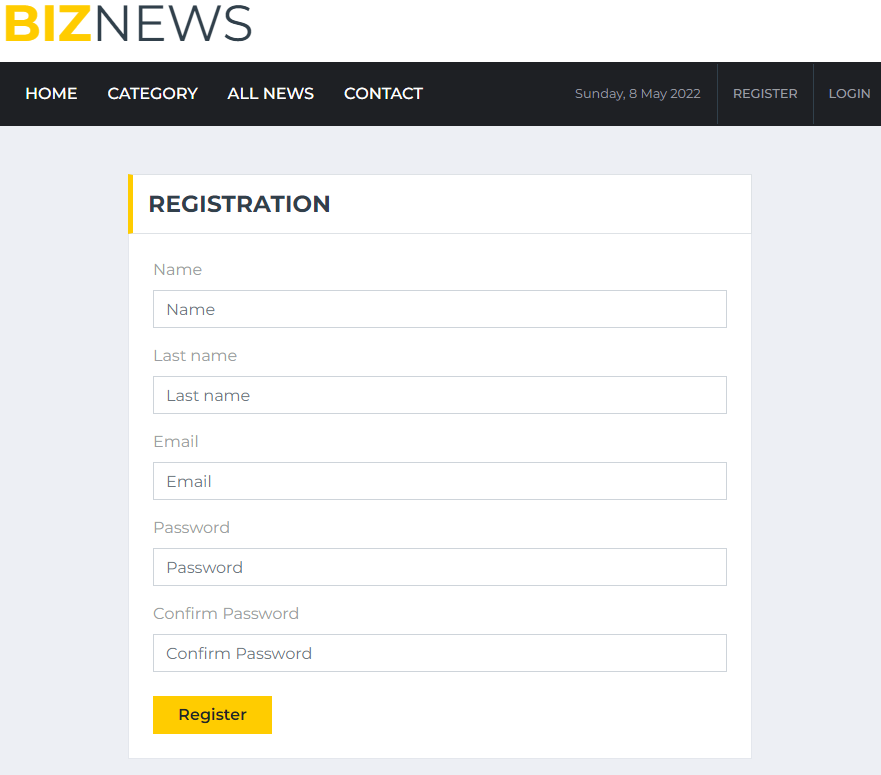 BIZNEWS
HOME CATEGORY ALL NEWS CONTACT Sunday, 8 May 2022 REGISTER LOGIN
REGISTRATION
Name
Name
Last name
Last name
Email
Email
Password
Password
Confirm Password
Confirm Password
Register